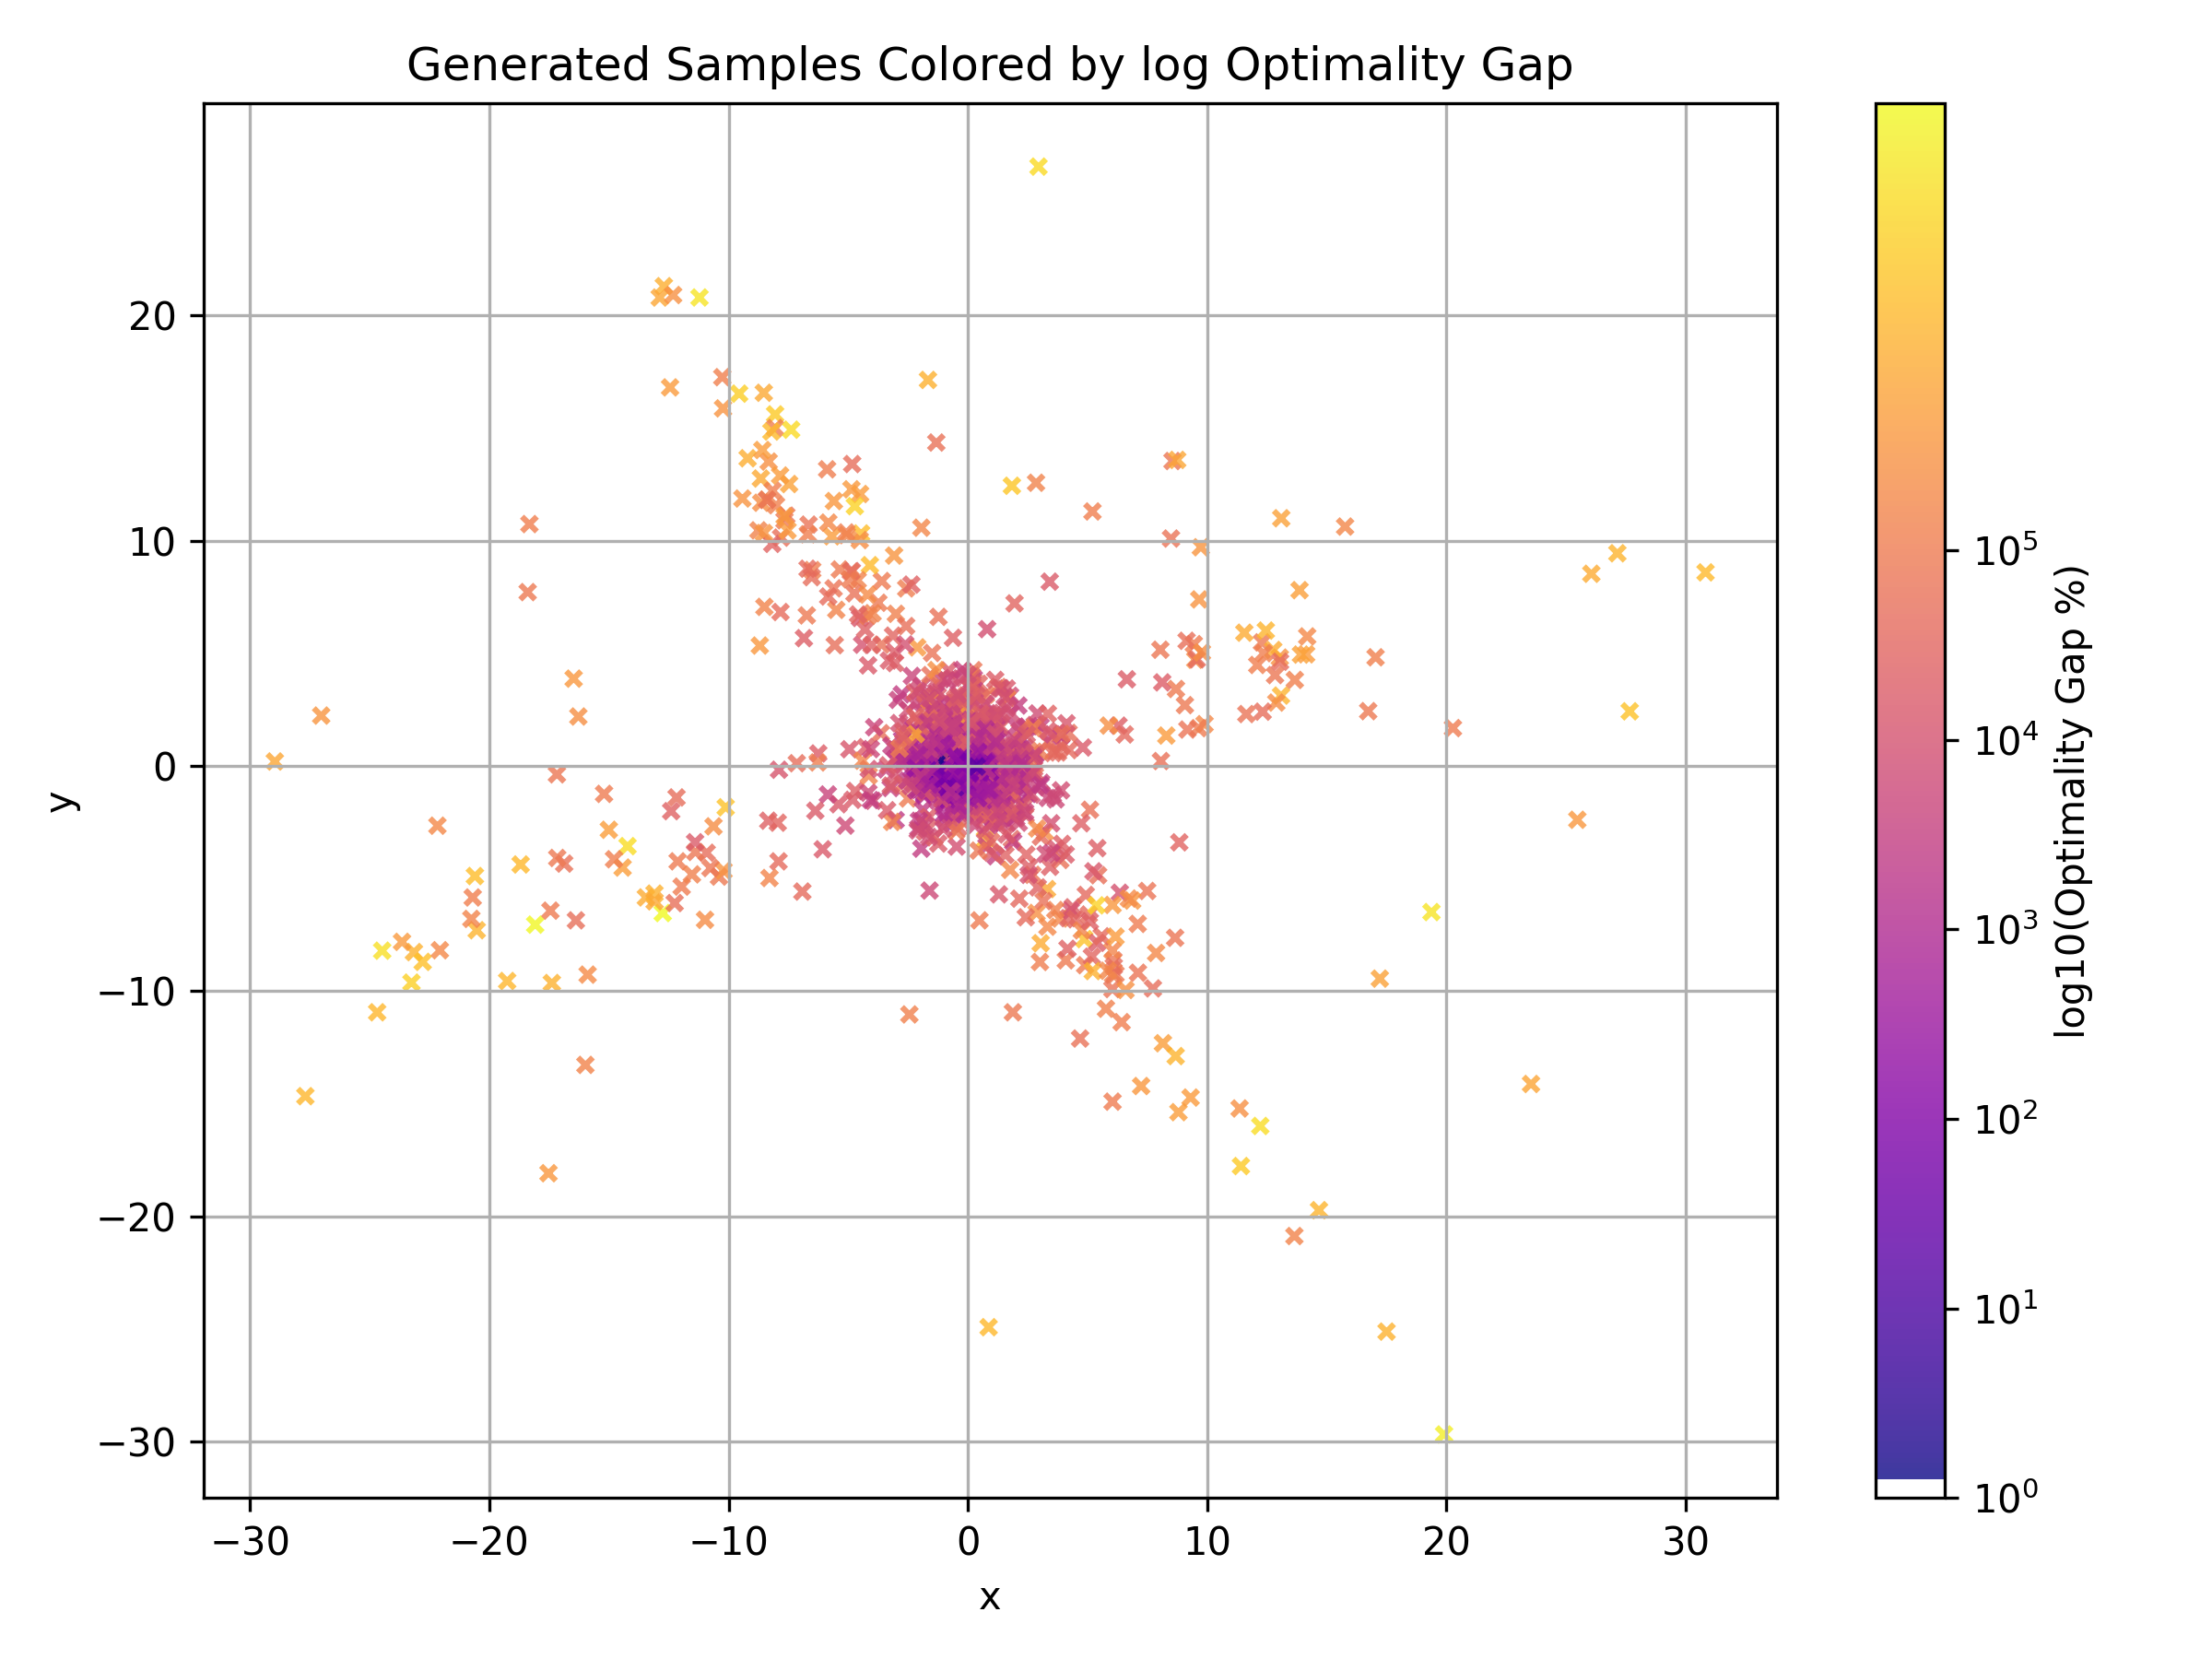 Generated Samples Colored by log Optimality Gap
20
10
0
−10
−20
−30
y
−30 −20 −10 0 10 20 30
x
10^5
10^4
10^3
10^2
10^1
10^0
log10(Optimality Gap %)